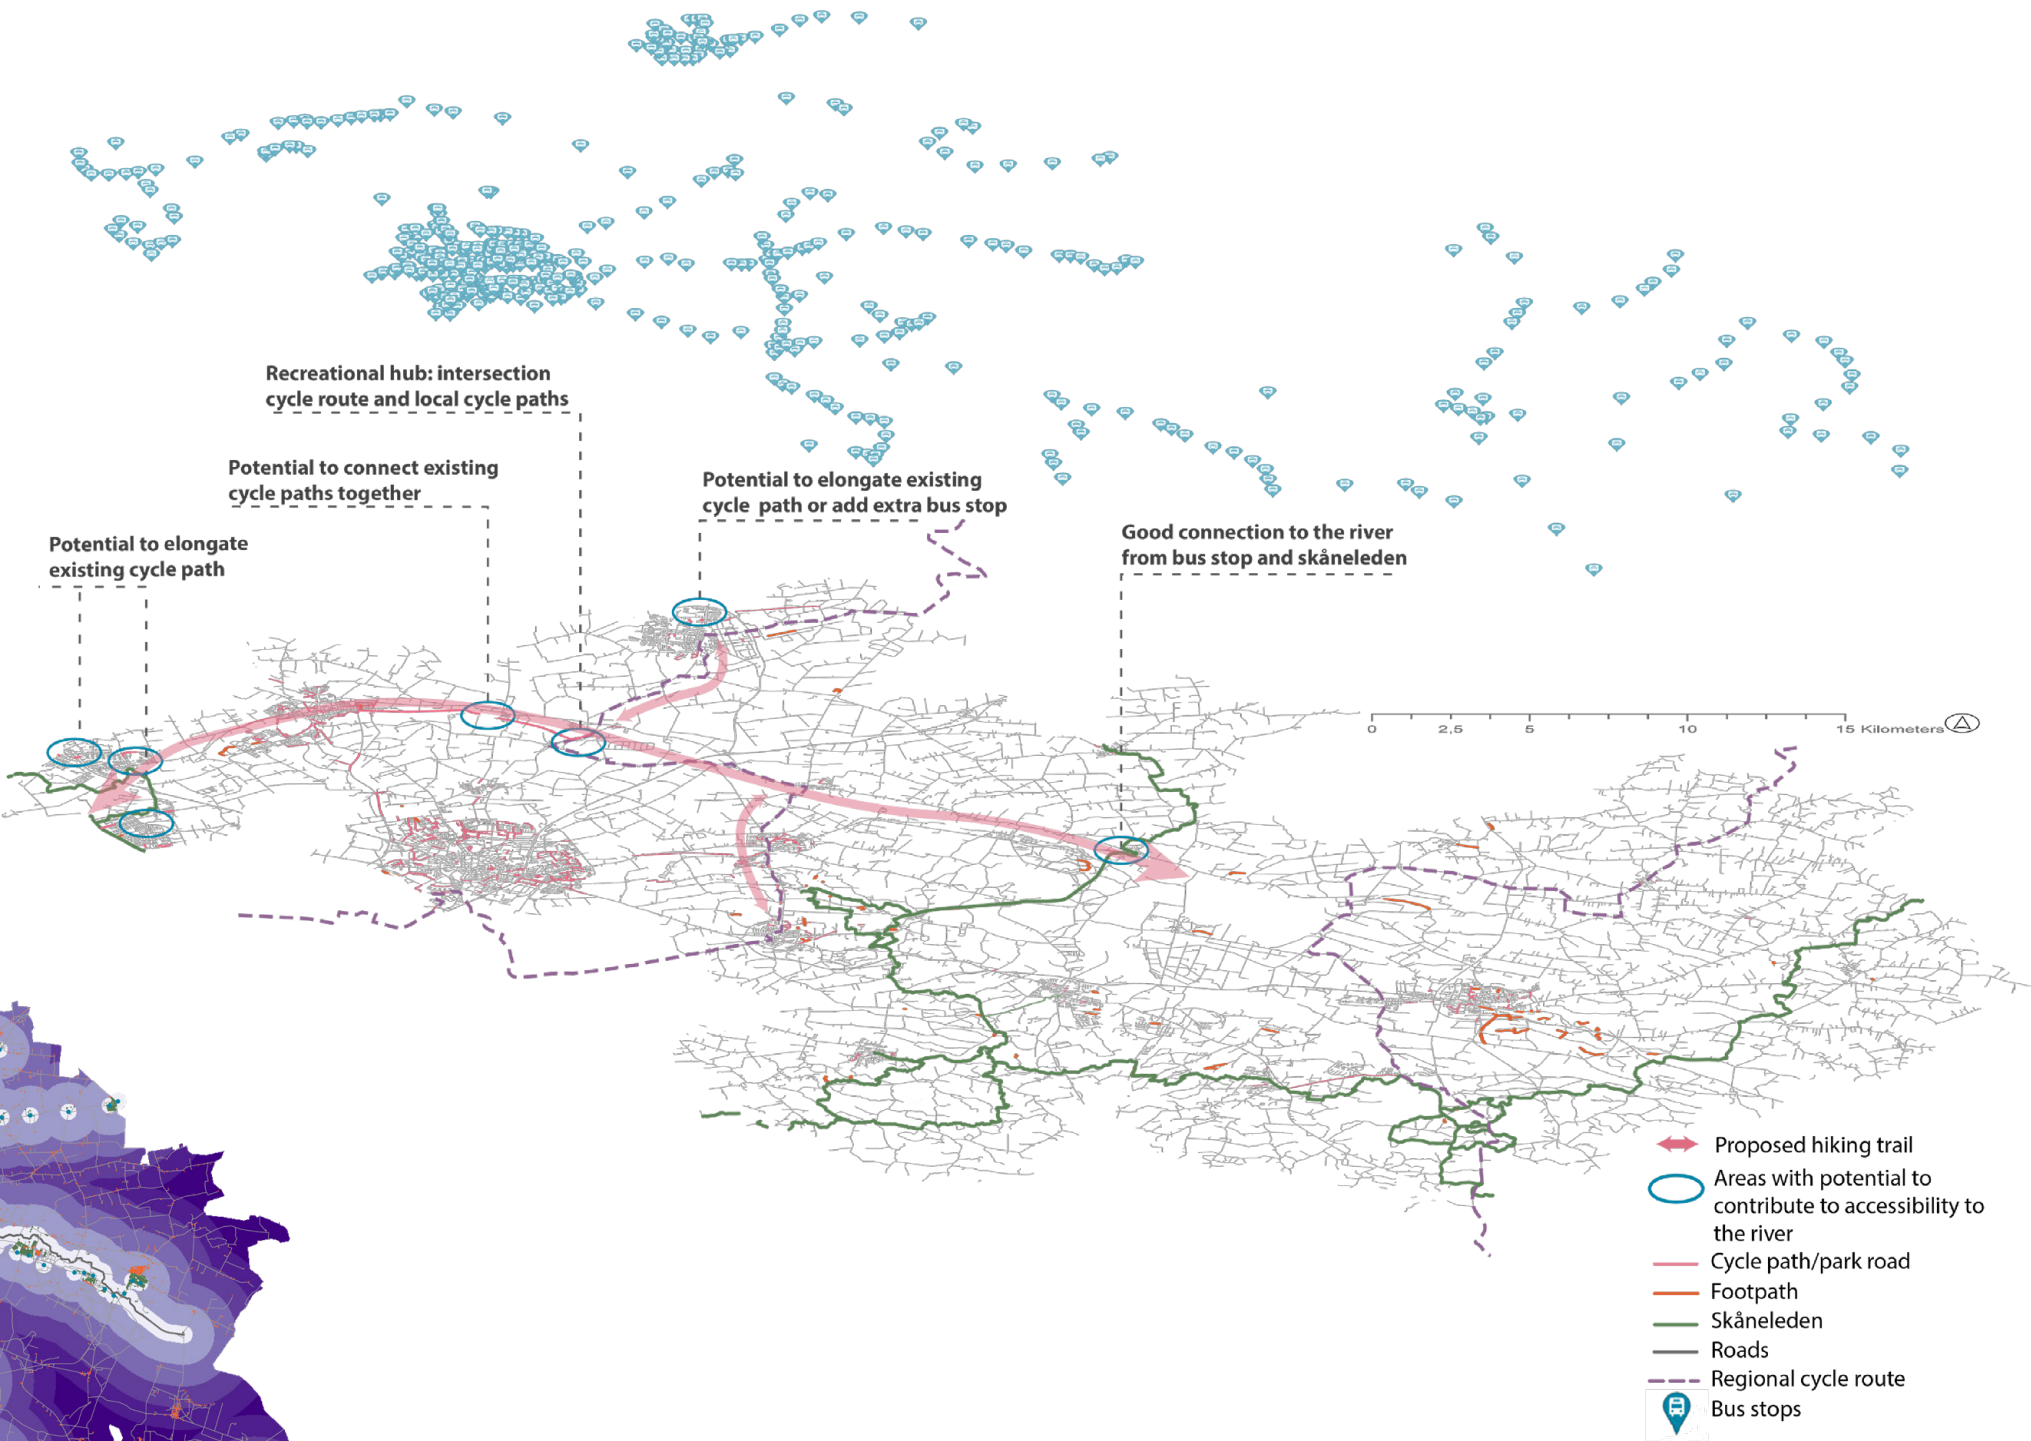 Recreational hub: intersection
cycle route and local cycle paths
Potential to connect existing
cycle paths together
Potential to elongate existing
cycle path or add extra bus stop
Potential to elongate
existing cycle path
Good connection to the river
from bus stop and skåneleden
0 2,5 5 10 15 Kilometers
Proposed hiking trail
Areas with potential to
contribute to accessibility to
the river
Cycle path/park road
Footpath
Skåneleden
Roads
Regional cycle route
Bus stops